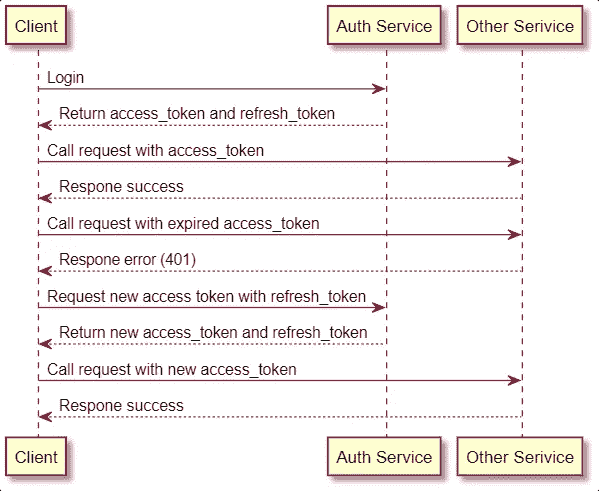 Client
Auth Service
Other Serivice
Login
Return access_token and refresh_token
Call request with access_token
Respone success
Call request with expired access_token
Respone error (401)
Request new access token with refresh_token
Return new access_token and refresh_token
Call request with new access_token
Respone success
Client
Auth Service
Other Serivice